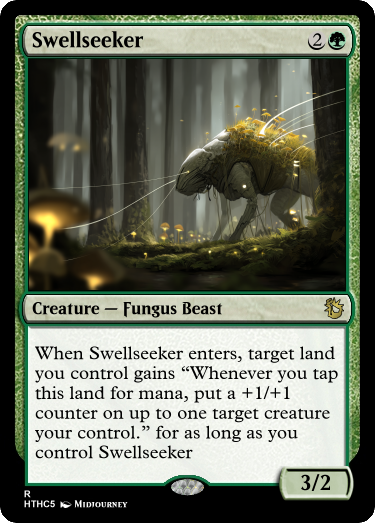 Swellseeker 2
Creature — Fungus Beast
When Swellseeker enters, target land
you control gains “Whenever you tap
this land for mana, put a +1/+1
counter on up to one target creature
your control.” for as long as you
control Swellseeker
3/2
R
HTHC5 Midjourney